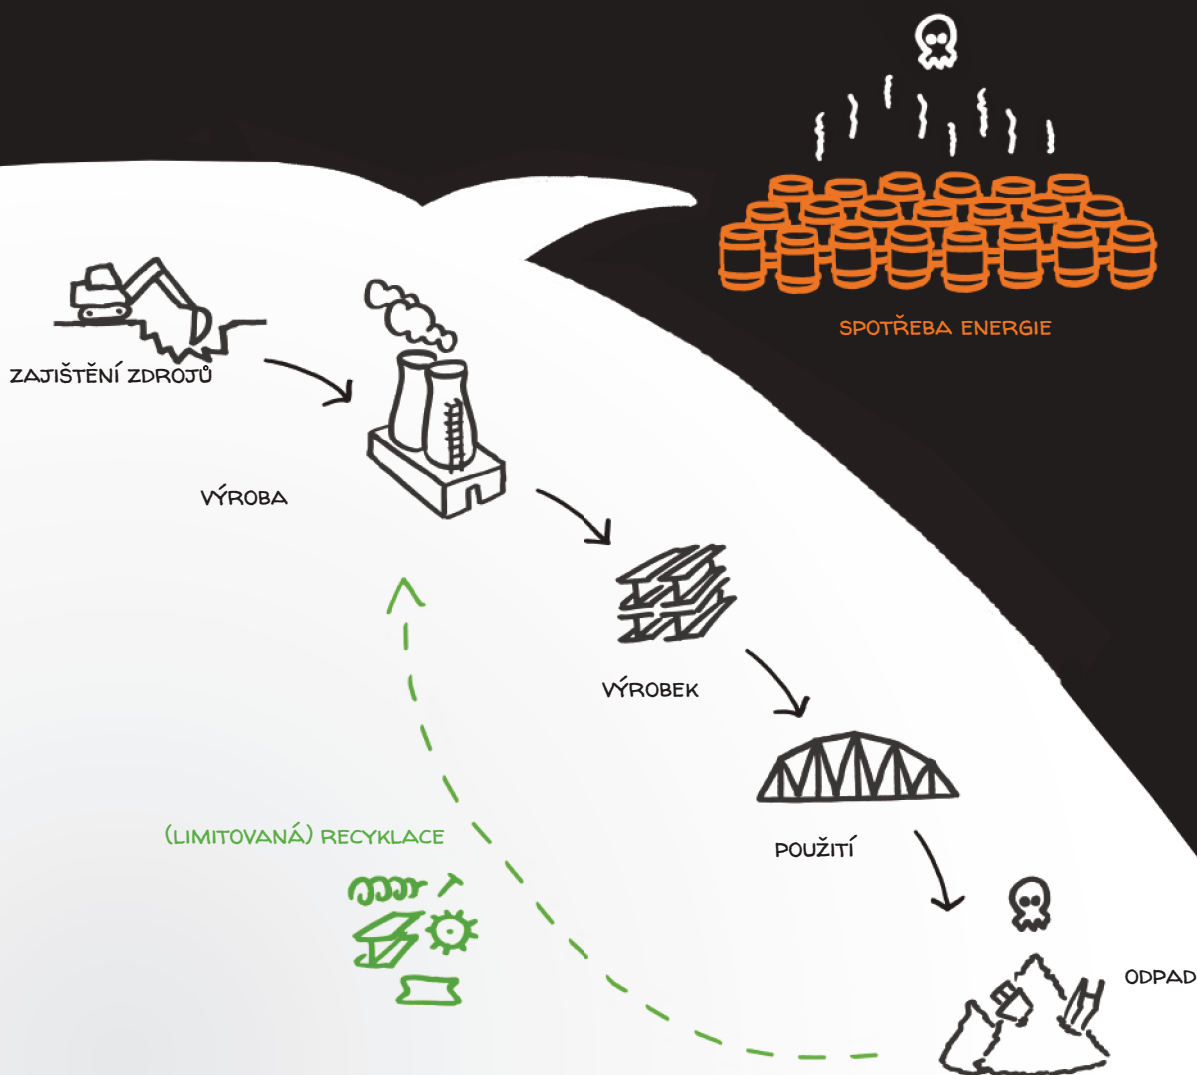 SPOTŘEBA ENERGIE
ZAJIŠTĚNÍ ZDROJŮ
VÝROBA
VÝROBEK
(LIMITOVANÁ) RECYKLACE
POUŽITÍ
ODPAD